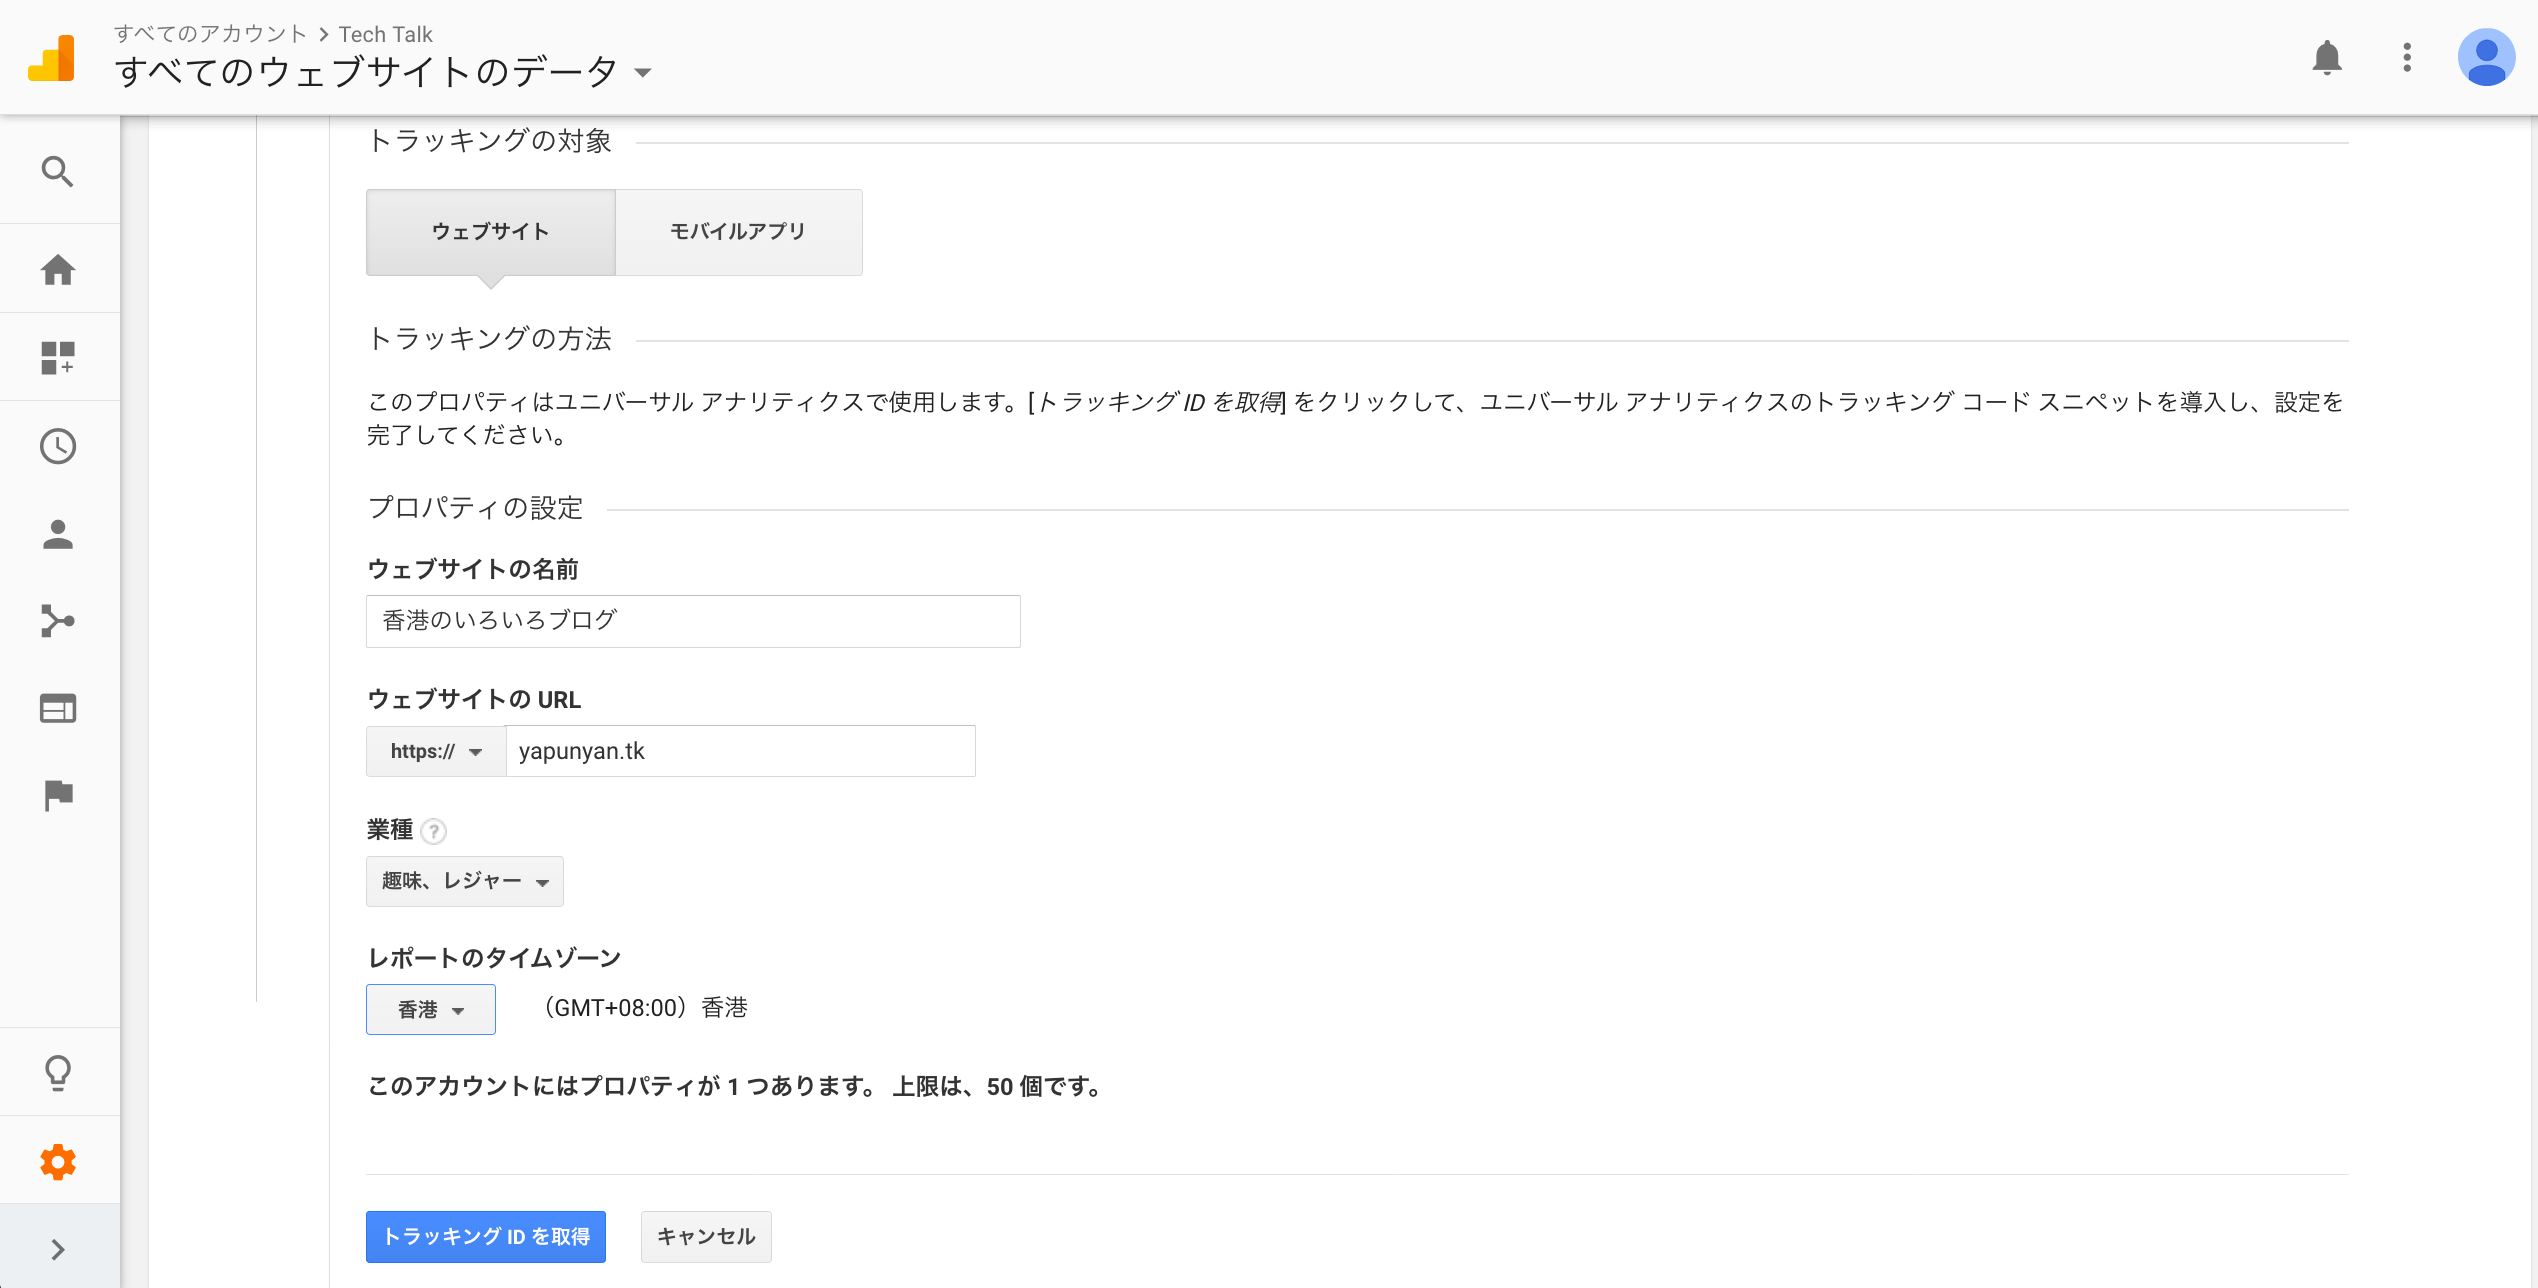 すべてのアカウント > Tech Talk
すべてのウェブサイトのデータ
トラッキングの対象
ウェブサイト
モバイルアプリ
トラッキングの方法
このプロパティはユニバーサル アナリティクスで使用します。[トラッキング ID を取得] をクリックして、ユニバーサル アナリティクスのトラッキング コード スニペットを導入し、設定を
完了してください。
プロパティの設定
ウェブサイトの名前
香港のいろいろブログ
ウェブサイトの URL
https:// yapunyan.tk
業種 ?
趣味、レジャー
レポートのタイムゾーン
香港 （GMT+08:00）香港
このアカウントにはプロパティが 1 つあります。 上限は、50 個です。
トラッキング ID を取得
キャンセル